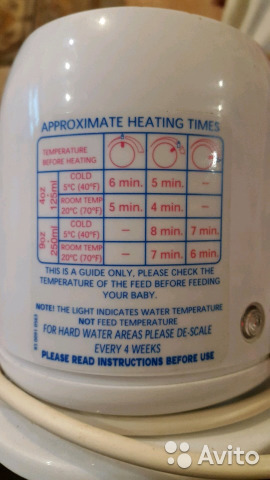 APPROXIMATE HEATING TIMES
TEMPERATURE
BEFORE HEATING
4oz
125ml
COLD
5°C (40°F)
6 min.
5 min.
–
ROOM TEMP
20°C (70°F)
5 min.
4 min.
–
9oz
250ml
COLD
5°C (40°F)
–
8 min.
7 min.
ROOM TEMP
20°C (70°F)
–
7 min.
6 min.
THIS IS A GUIDE ONLY, PLEASE CHECK THE
TEMPERATURE OF THE FEED BEFORE FEEDING
YOUR BABY.
NOTE! THE LIGHT INDICATES WATER TEMPERATURE
NOT FEED TEMPERATURE
FOR HARD WATER AREAS PLEASE DE-SCALE
EVERY 4 WEEKS
PLEASE READ INSTRUCTIONS BEFORE USE
Avito